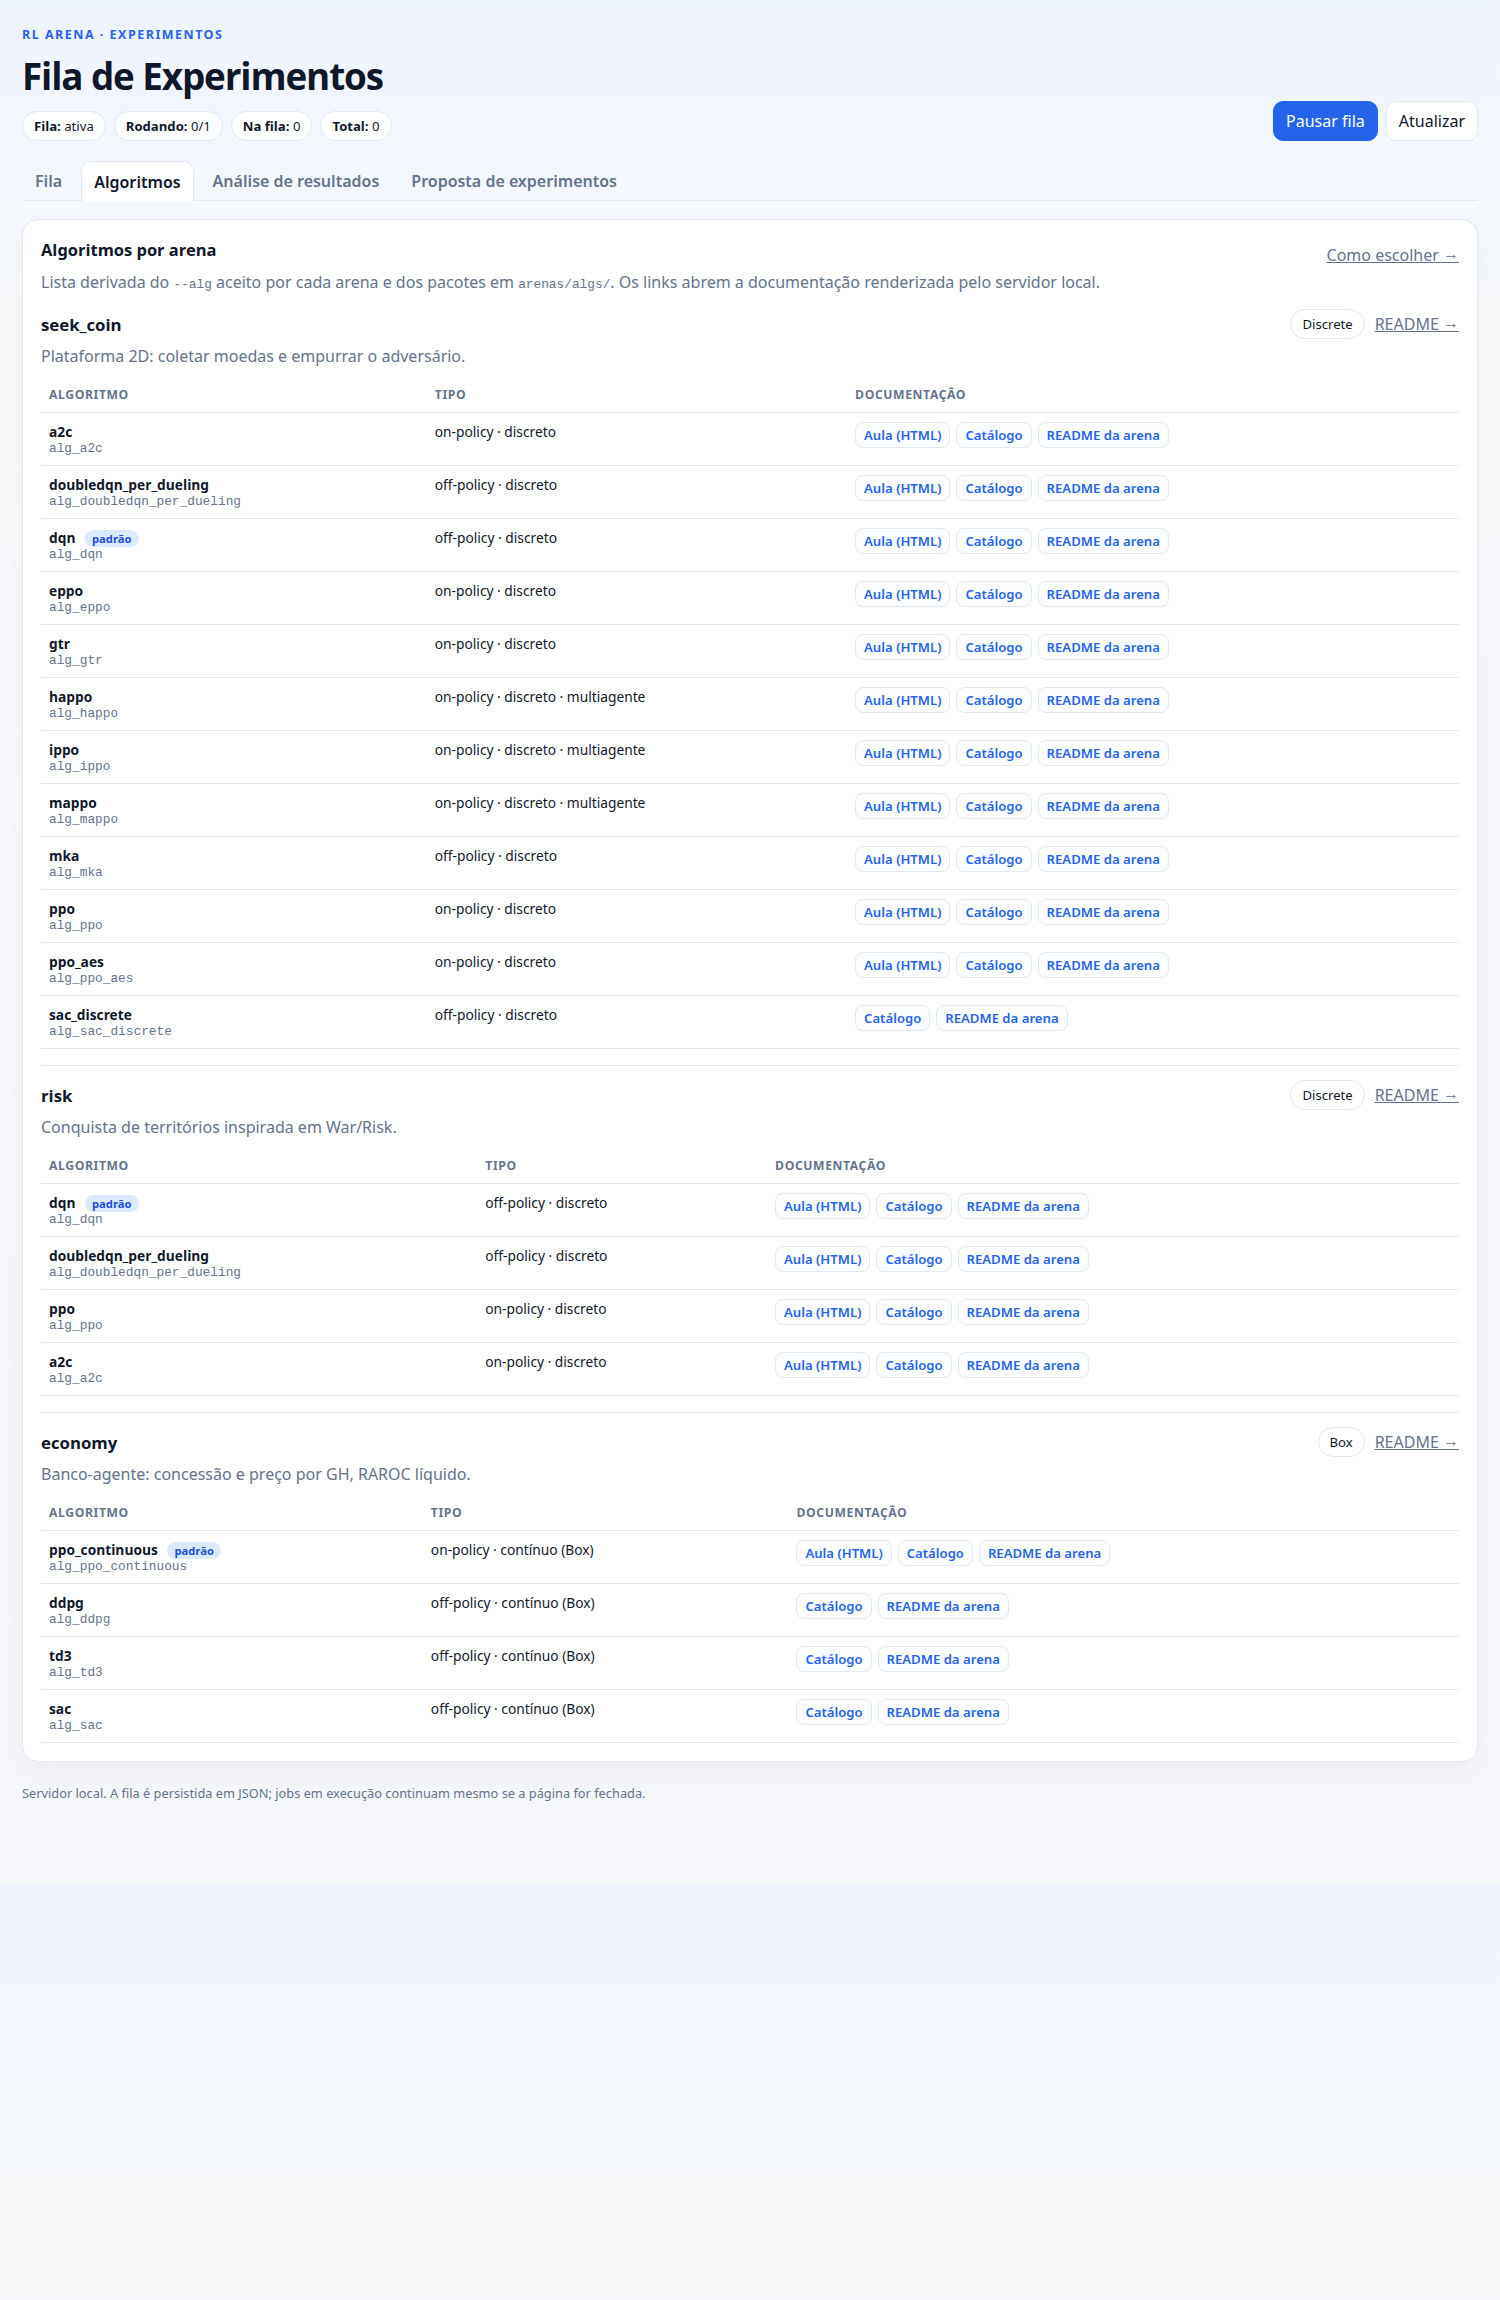 RL ARENA · EXPERIMENTOS
Fila de Experimentos
Fila: ativa Rodando: 0/1 Na fila: 0 Total: 0
Pausar fila Atualizar
Fila Algoritmos Análise de resultados Proposta de experimentos
Algoritmos por arena
Como escolher →
Lista derivada do --alg aceito por cada arena e dos pacotes em arenas/algs/. Os links abrem a documentação renderizada pelo servidor local.
seek_coin
Discrete README →
Plataforma 2D: coletar moedas e empurrar o adversário.
ALGORITMO TIPO DOCUMENTAÇÃO
a2c on-policy · discreto Aula (HTML) Catálogo README da arena
alg_a2c
doubledqn_per_dueling off-policy · discreto Aula (HTML) Catálogo README da arena
alg_doubledqn_per_dueling
dqn padrão off-policy · discreto Aula (HTML) Catálogo README da arena
alg_dqn
eppo on-policy · discreto Aula (HTML) Catálogo README da arena
alg_eppo
gtr on-policy · discreto Aula (HTML) Catálogo README da arena
alg_gtr
happo on-policy · discreto · multiagente Aula (HTML) Catálogo README da arena
alg_happo
ippo on-policy · discreto · multiagente Aula (HTML) Catálogo README da arena
alg_ippo
mappo on-policy · discreto · multiagente Aula (HTML) Catálogo README da arena
alg_mappo
mka off-policy · discreto Aula (HTML) Catálogo README da arena
alg_mka
ppo on-policy · discreto Aula (HTML) Catálogo README da arena
alg_ppo
ppo_aes on-policy · discreto Aula (HTML) Catálogo README da arena
alg_ppo_aes
sac_discrete off-policy · discreto Catálogo README da arena
alg_sac_discrete
risk
Discrete README →
Conquista de territórios inspirada em War/Risk.
ALGORITMO TIPO DOCUMENTAÇÃO
dqn padrão off-policy · discreto Aula (HTML) Catálogo README da arena
alg_dqn
doubledqn_per_dueling off-policy · discreto Aula (HTML) Catálogo README da arena
alg_doubledqn_per_dueling
ppo on-policy · discreto Aula (HTML) Catálogo README da arena
alg_ppo
a2c on-policy · discreto Aula (HTML) Catálogo README da arena
alg_a2c
economy
Box README →
Banco-agente: concessão e preço por GH, RAROC líquido.
ALGORITMO TIPO DOCUMENTAÇÃO
ppo_continuous padrão on-policy · contínuo (Box) Aula (HTML) Catálogo README da arena
alg_ppo_continuous
ddpg off-policy · contínuo (Box) Catálogo README da arena
alg_ddpg
td3 off-policy · contínuo (Box) Catálogo README da arena
alg_td3
sac off-policy · contínuo (Box) Catálogo README da arena
alg_sac
Servidor local. A fila é persistida em JSON; jobs em execução continuam mesmo se a página for fechada.